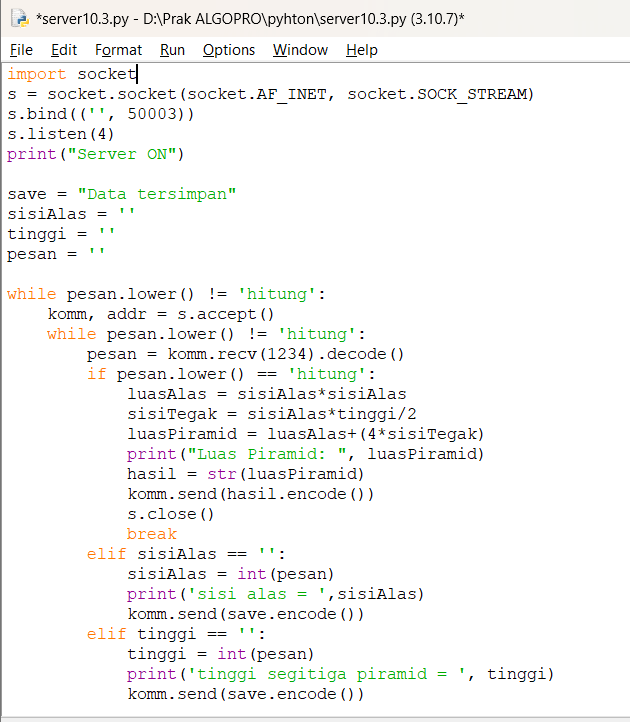 *server10.3.py - D:\Prak ALGOPRO\pyhton\server10.3.py (3.10.7)*
File Edit Format Run Options Window Help
import socket
s = socket.socket(socket.AF_INET, socket.SOCK_STREAM)
s.bind(('', 50003))
s.listen(4)
print("Server ON")

save = "Data tersimpan"
sisiAlas = ''
tinggi = ''
pesan = ''

while pesan.lower() != 'hitung':
    komm, addr = s.accept()
    while pesan.lower() != 'hitung':
        pesan = komm.recv(1234).decode()
        if pesan.lower() == 'hitung':
            luasAlas = sisiAlas*sisiAlas
            sisiTegak = sisiAlas*tinggi/2
            luasPiramid = luasAlas+(4*sisiTegak)
            print("Luas Piramid: ", luasPiramid)
            hasil = str(luasPiramid)
            komm.send(hasil.encode())
            s.close()
            break
        elif sisiAlas == '':
            sisiAlas = int(pesan)
            print('sisi alas = ',sisiAlas)
            komm.send(save.encode())
        elif tinggi == '':
            tinggi = int(pesan)
            print('tinggi segitiga piramid = ', tinggi)
            komm.send(save.encode())